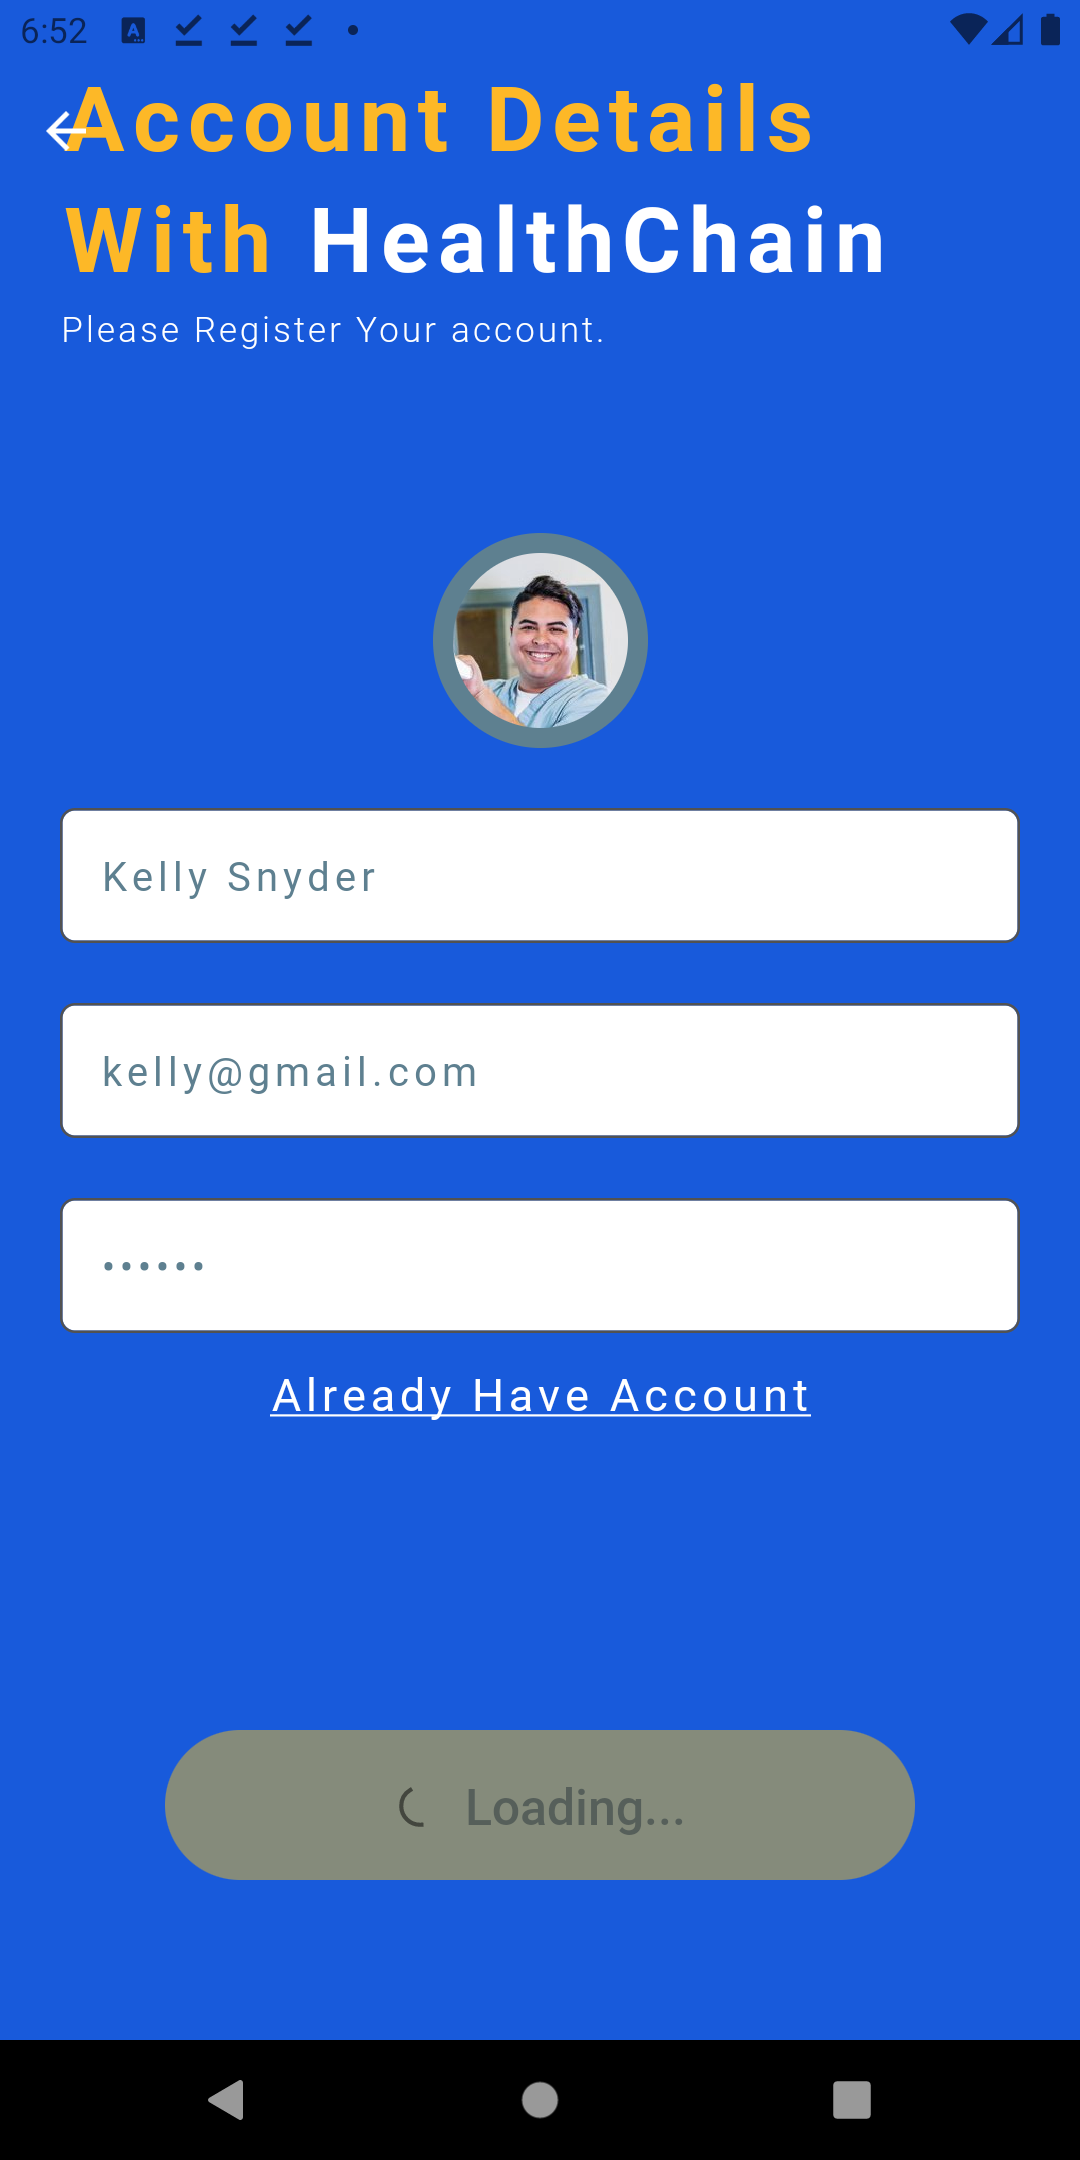 6:52
Account Details
With HealthChain
Please Register Your account.
Kelly Snyder
kelly@gmail.com
••••••
Already Have Account
Loading...